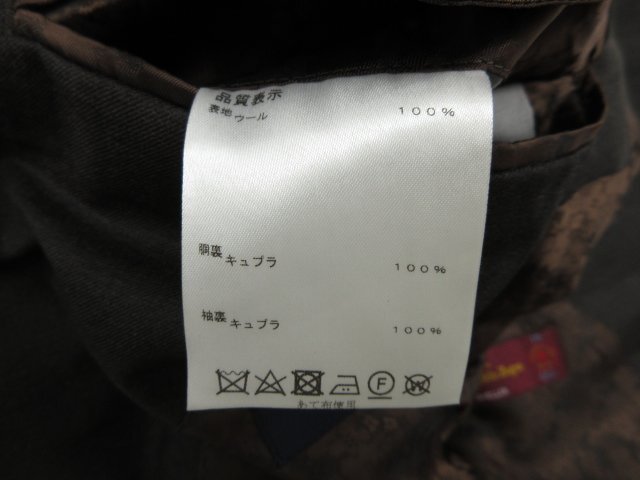 品質表示
表地 ウール 100%
胴裏 キュプラ 100%
袖裏 キュプラ 100%
F W
あて布使用